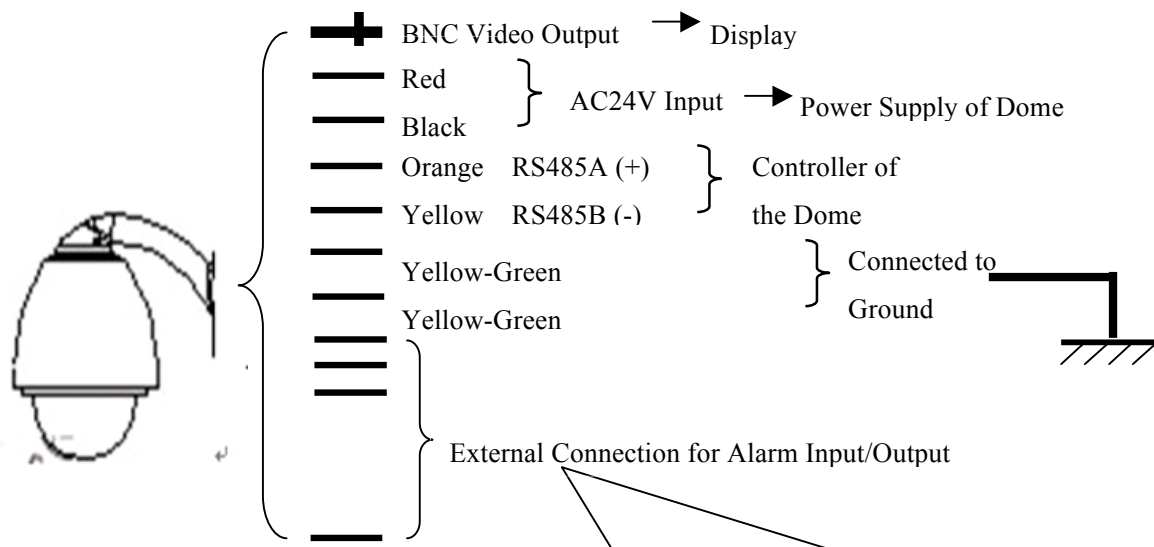 BNC Video Output Display
Red
AC24V Input Power Supply of Dome
Black
Orange RS485A (+) Controller of
Yellow RS485B (-) the Dome
Yellow-Green Connected to
Yellow-Green Ground
External Connection for Alarm Input/Output